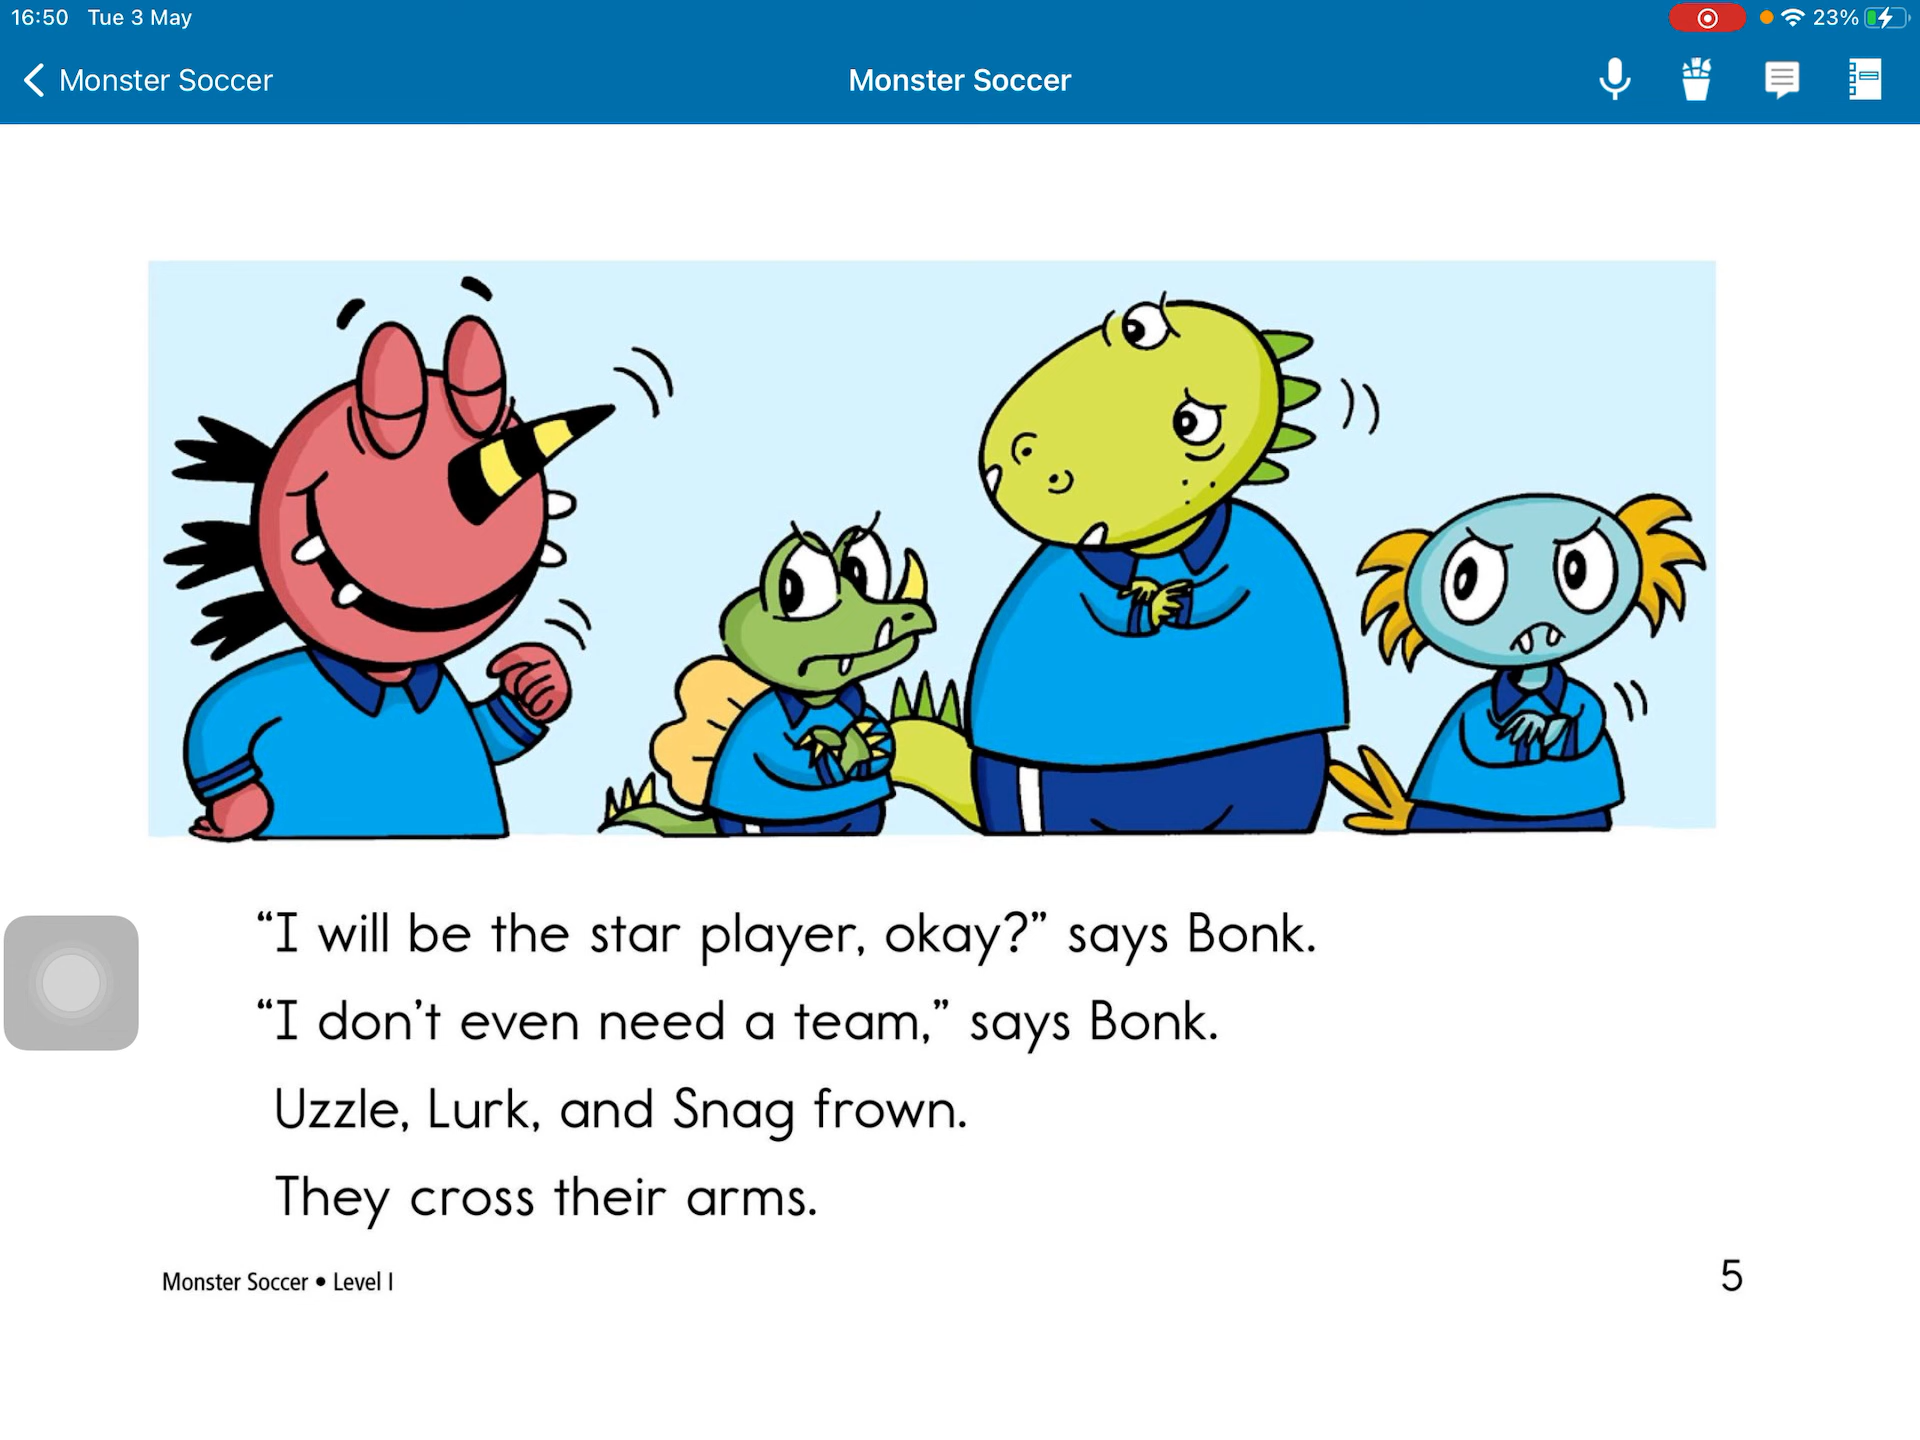 16:50 Tue 3 May
23%
Monster Soccer
Monster Soccer
“I will be the star player, okay?” says Bonk.
“I don’t even need a team,” says Bonk.
Uzzle, Lurk, and Snag frown.
They cross their arms.
Monster Soccer • Level I
5